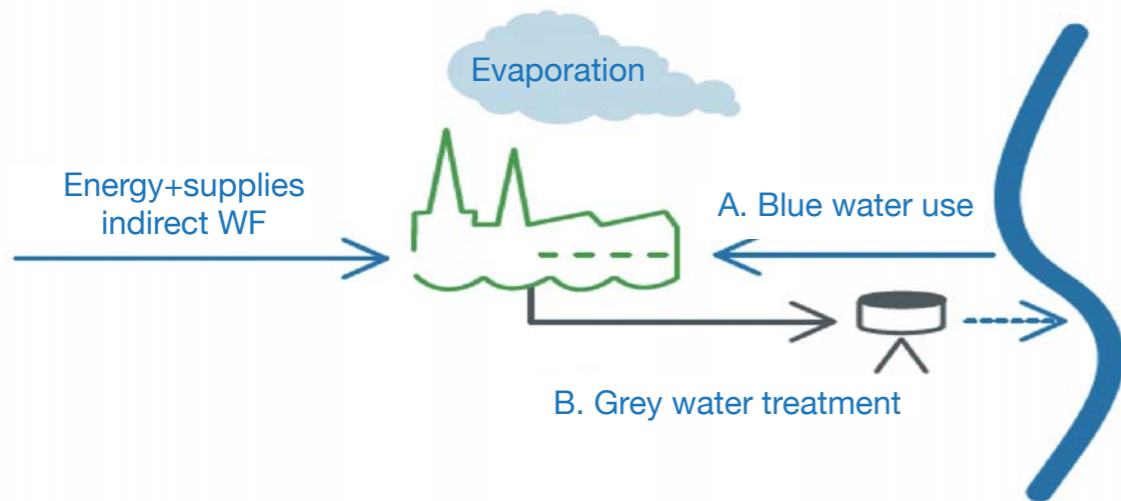 Evaporation
Energy+supplies
indirect WF
A. Blue water use
B. Grey water treatment